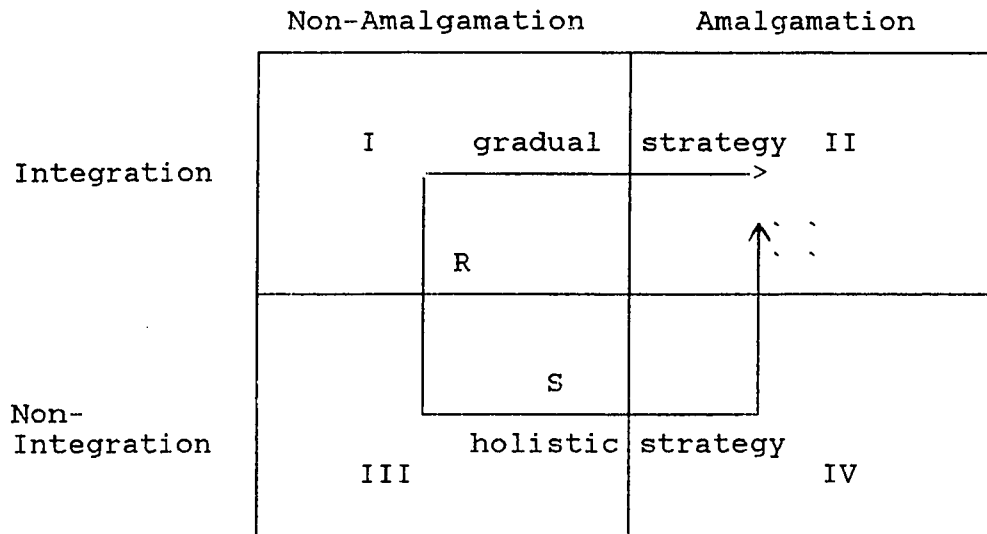 Non-Amalgamation Amalgamation
I gradual strategy II
Integration
R
S
Non-
Integration
holistic strategy
III IV